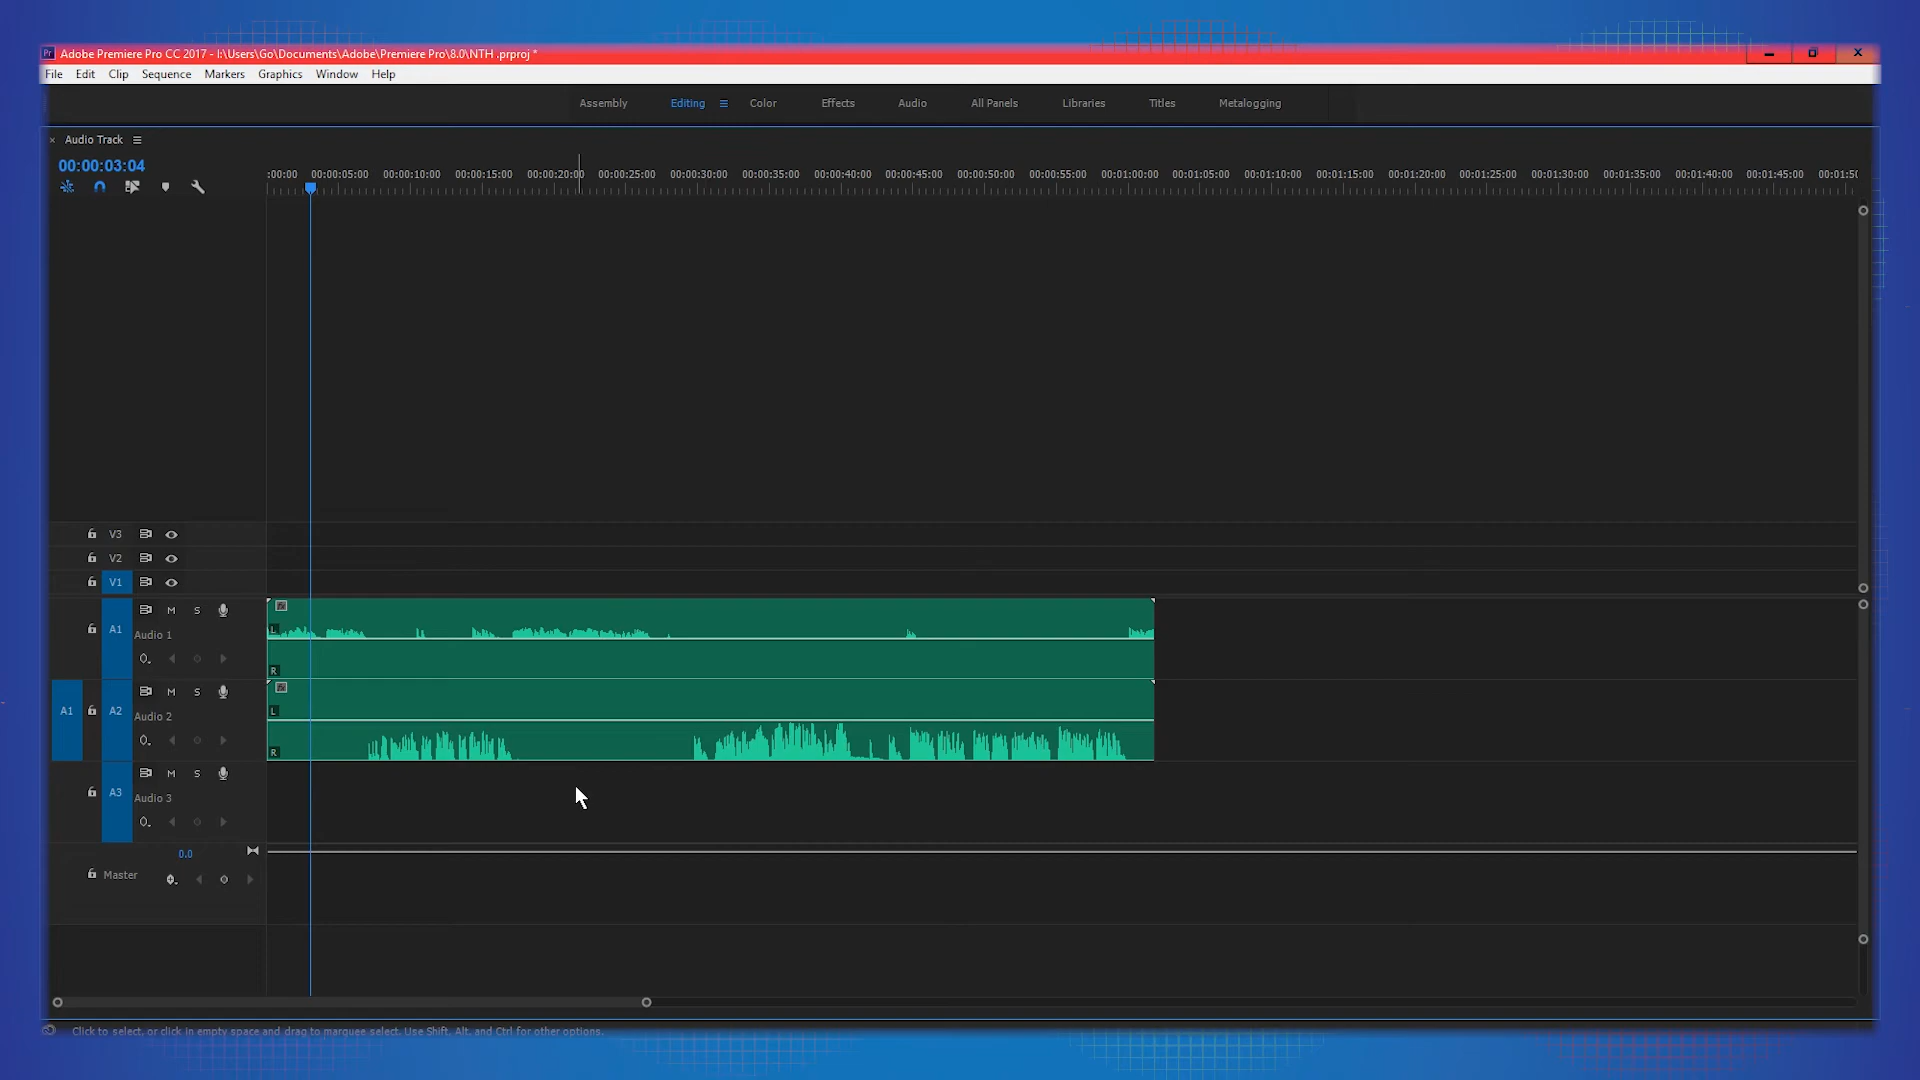 Pr Adobe Premiere Pro CC 2017 - I:\Users\Go\Documents\Adobe\Premiere Pro\8.0\NTH .prproj *
File Edit Clip Sequence Markers Graphics Window Help
Assembly Editing Color Effects Audio All Panels Libraries Titles Metalogging
× Audio Track
00:00:03:04
:00:00 00:00:05:00 00:00:10:00 00:00:15:00 00:00:20:00 00:00:25:00 00:00:30:00 00:00:35:00 00:00:40:00 00:00:45:00 00:00:50:00 00:00:55:00 00:01:00:00 00:01:05:00 00:01:10:00 00:01:15:00 00:01:20:00 00:01:25:00 00:01:30:00 00:01:35:00 00:01:40:00 00:01:45:00 00:01:50
V3
V2
V1
M S
A1 L
Audio 1
R
M S
A1 A2 L
Audio 2
R
M S
A3
Audio 3
0.0
Master
Click to select, or click in empty space and drag to marquee select. Use Shift, Alt, and Ctrl for other options.